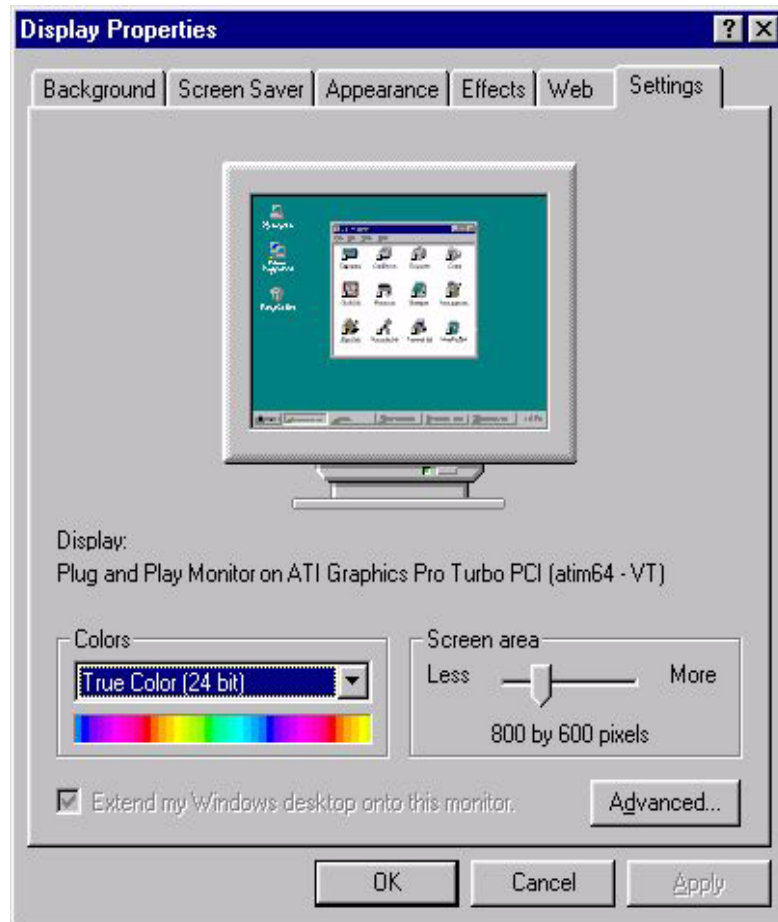 Display Properties
Background Screen Saver Appearance Effects Web Settings
Display:
Plug and Play Monitor on ATI Graphics Pro Turbo PCI (atim64 - VT)
Colors
True Color (24 bit)
Screen area
Less More
800 by 600 pixels
Extend my Windows desktop onto this monitor.
Advanced...
OK Cancel Apply